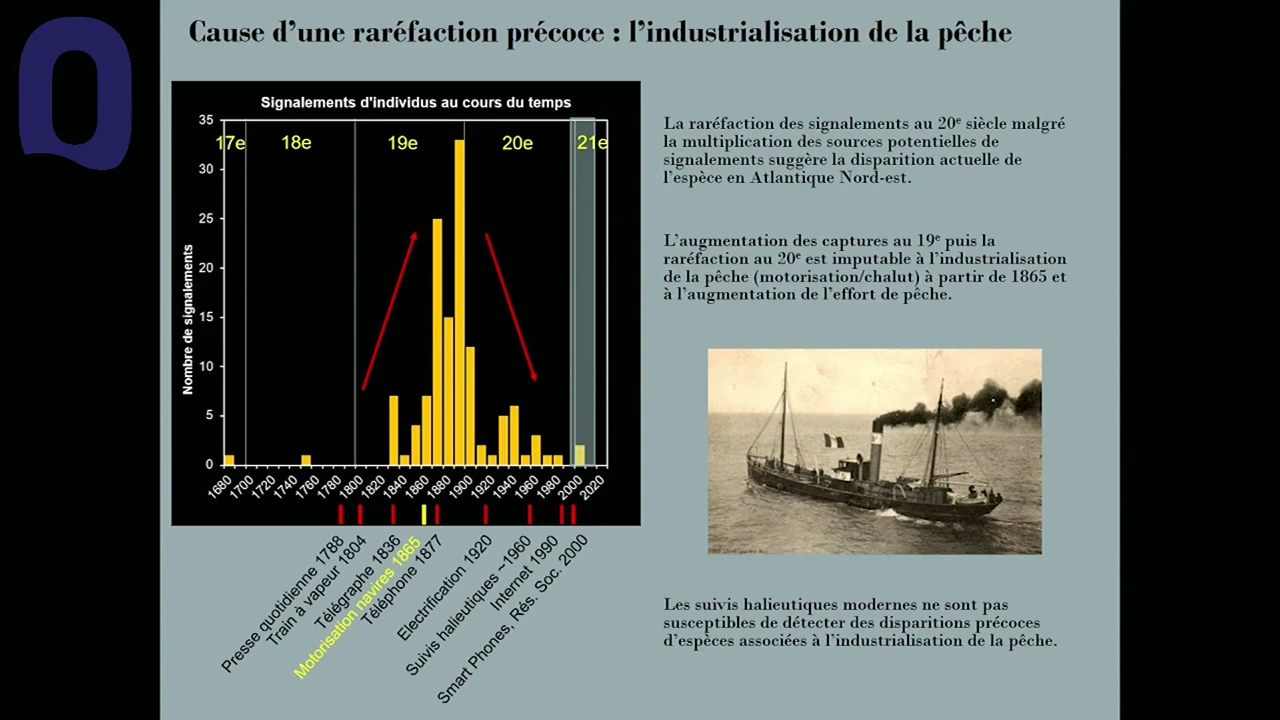 Q
Cause d’une raréfaction précoce : l’industrialisation de la pêche
Signalements d'individus au cours du temps
Nombre de signalements
35
30
25
20
15
10
5
0
17e 18e 19e 20e 21e
1680 1700 1720 1740 1760 1780 1800 1820 1840 1860 1880 1900 1920 1940 1960 1980 2000 2020
Presse quotidienne 1788
Train à vapeur 1804
Télégraphe 1836
Motorisation navires 1865
Téléphone 1877
Electrification 1920
Suivis halieutiques ~1960
Internet 1990
Smart Phones, Rés. Soc. 2000
La raréfaction des signalements au 20e siècle malgré
la multiplication des sources potentielles de
signalements suggère la disparition actuelle de
l’espèce en Atlantique Nord-est.
L’augmentation des captures au 19e puis la
raréfaction au 20e est imputable à l’industrialisation
de la pêche (motorisation/chalut) à partir de 1865 et
à l’augmentation de l’effort de pêche.
Les suivis halieutiques modernes ne sont pas
susceptibles de détecter des disparitions précoces
d’espèces associées à l’industrialisation de la pêche.